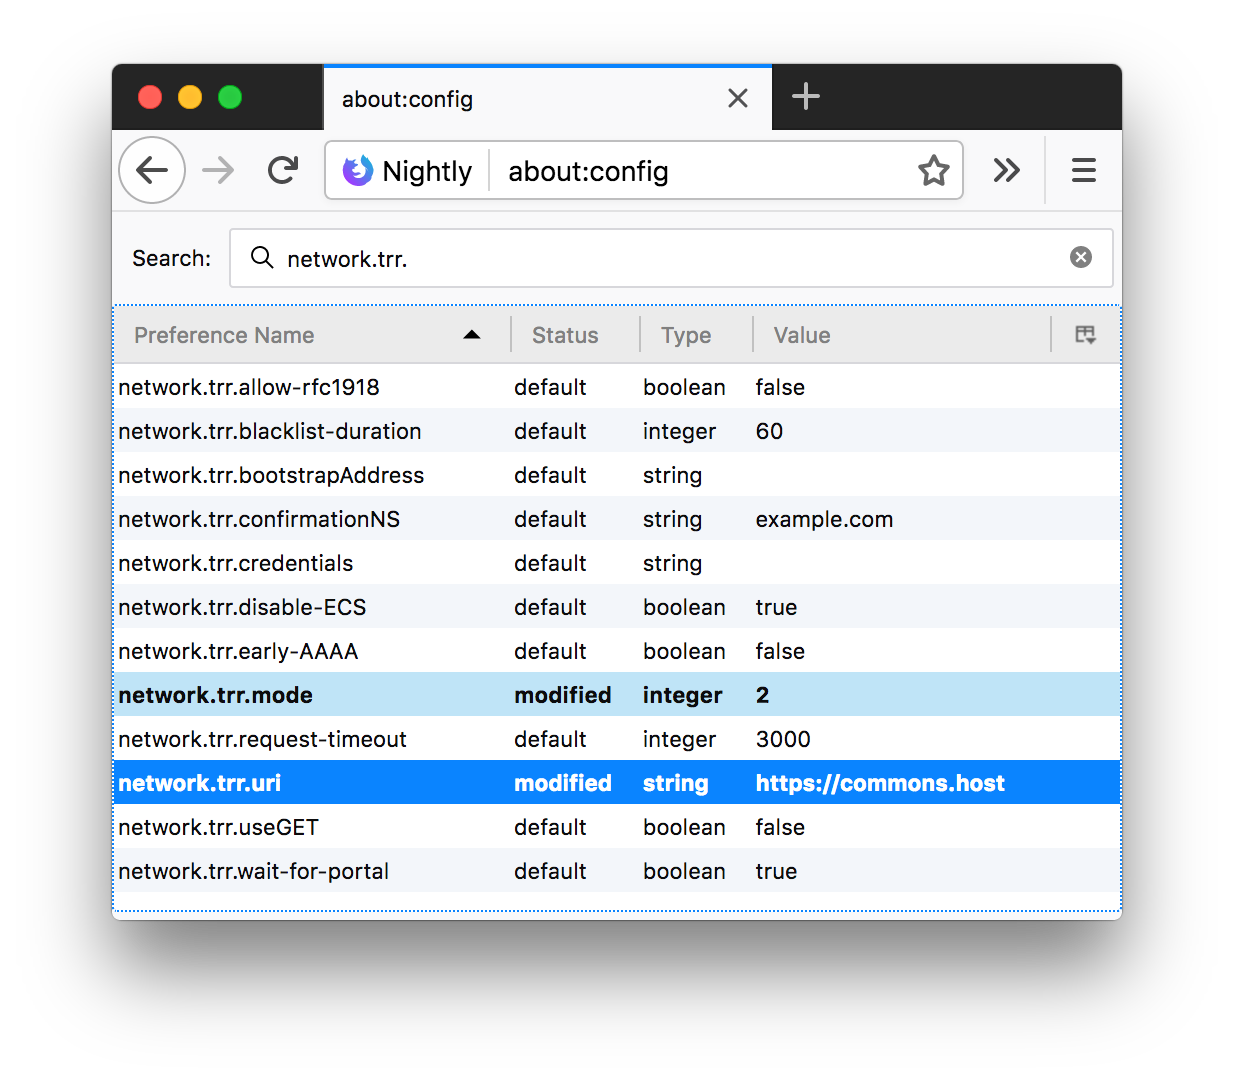 about:config
Nightly about:config
Search: network.trr.
Preference Name Status Type Value
network.trr.allow-rfc1918 default boolean false
network.trr.blacklist-duration default integer 60
network.trr.bootstrapAddress default string
network.trr.confirmationNS default string example.com
network.trr.credentials default string
network.trr.disable-ECS default boolean true
network.trr.early-AAAA default boolean false
network.trr.mode modified integer 2
network.trr.request-timeout default integer 3000
network.trr.uri modified string https://commons.host
network.trr.useGET default boolean false
network.trr.wait-for-portal default boolean true